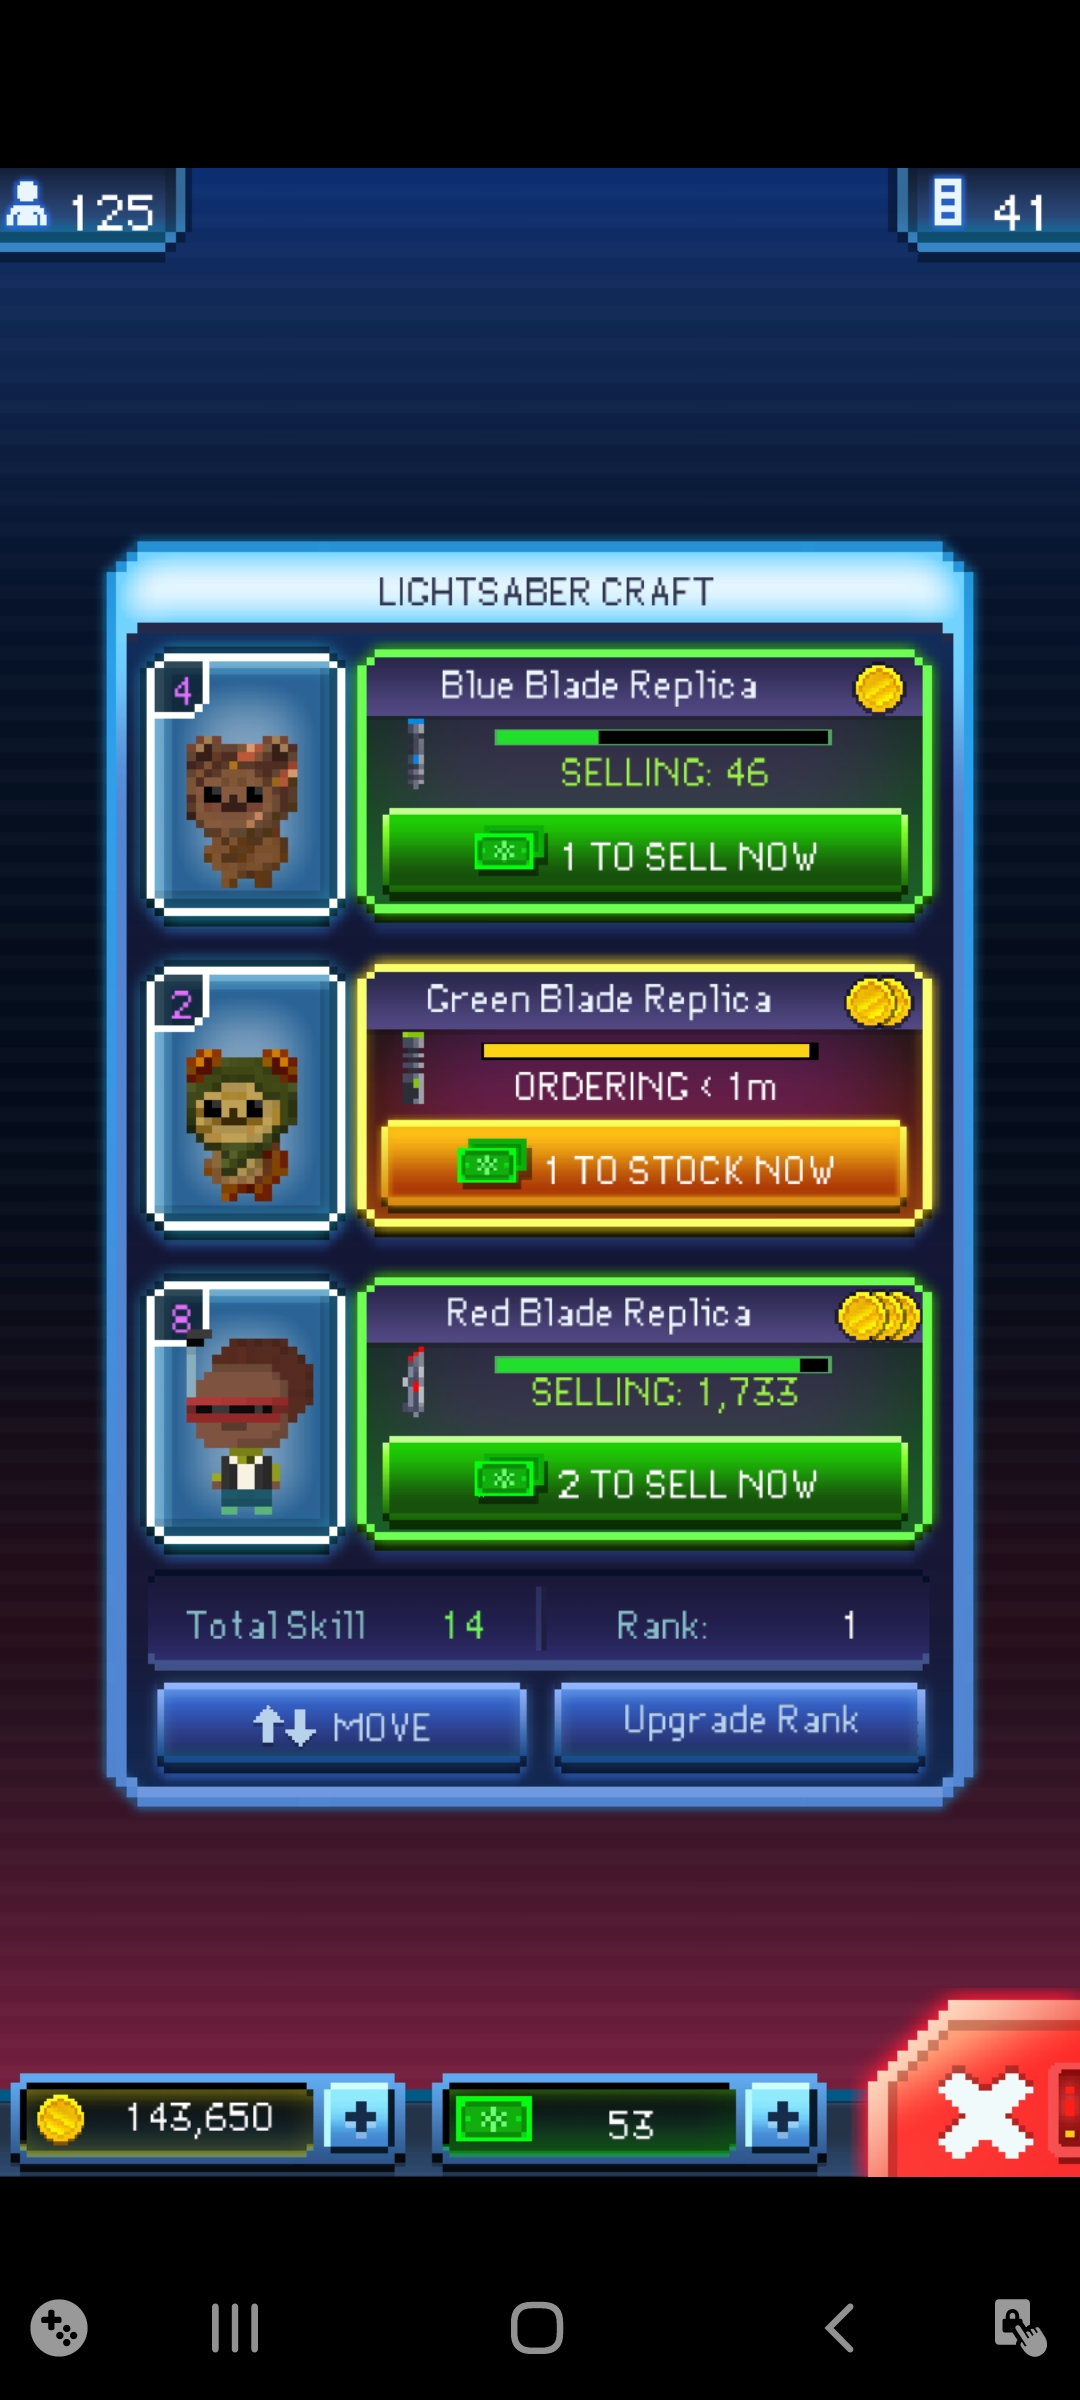 125
41
LIGHTSABER CRAFT
4
Blue Blade Replica
SELLING: 46
1 TO SELL NOW
2
Green Blade Replica
ORDERING < 1m
1 TO STOCK NOW
8
Red Blade Replica
SELLING: 1,733
2 TO SELL NOW
Total Skill 14
Rank: 1
MOVE
Upgrade Rank
143,650
53